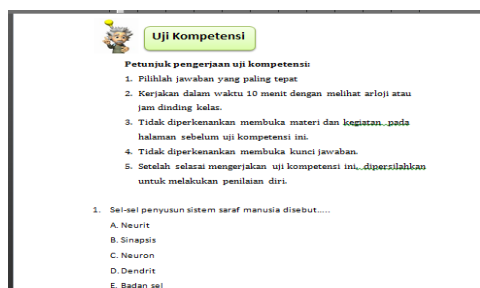 Uji Kompetensi
Petunjuk pengerjaan uji kompetensi:
1. Pilihlah jawaban yang paling tepat
2. Kerjakan dalam waktu 10 menit dengan melihat arloji atau
jam dinding kelas.
3. Tidak diperkenankan membuka materi dan kegiatan pada
halaman sebelum uji kompetensi ini.
4. Tidak diperkenankan membuka kunci jawaban.
5. Setelah selasai mengerjakan uji kompetensi ini, dipersilahkan
untuk melakukan penilaian diri.
1. Sel-sel penyusun sistem saraf manusia disebut.....
A. Neurit
B. Sinapsis
C. Neuron
D. Dendrit
E. Badan sel